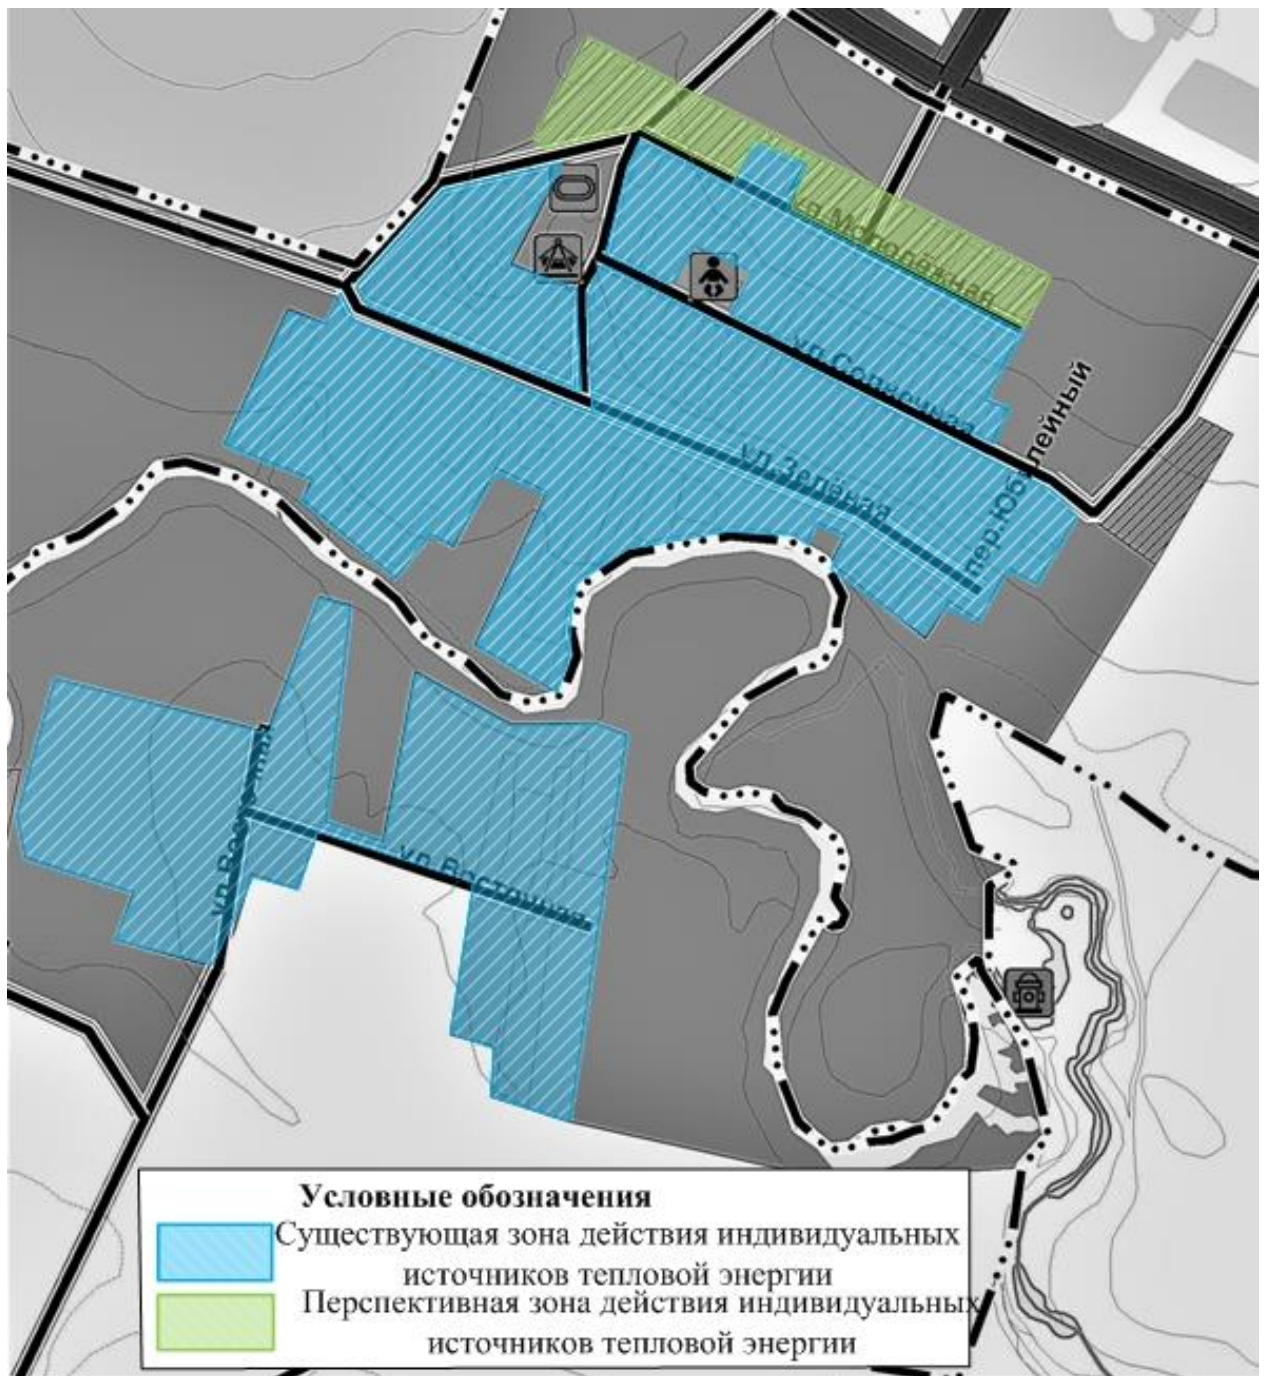 ул.Молодёжная
ул.Солнечная
пер.Юбилейный
ул.Зелёная
ул.Восточная
Условные обозначения
Существующая зона действия индивидуальных
источников тепловой энергии
Перспективная зона действия индивидуальных
источников тепловой энергии